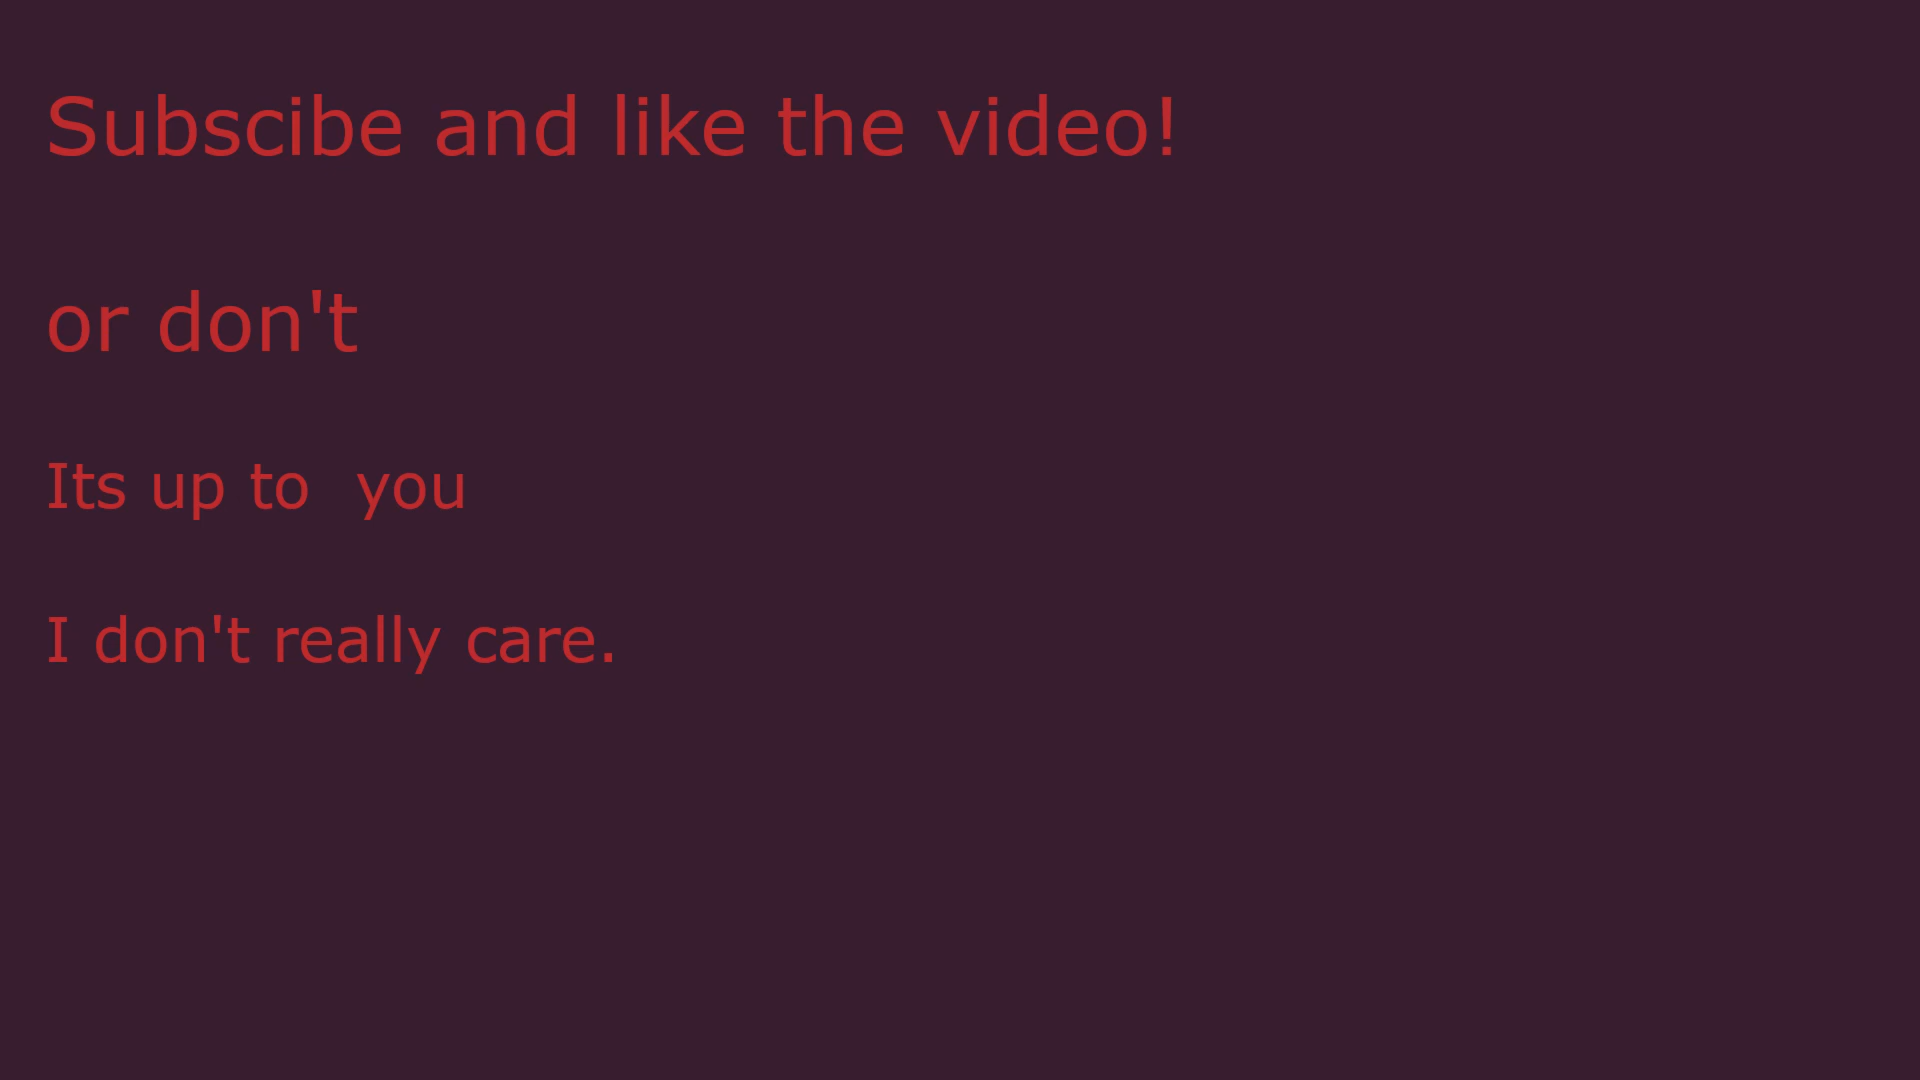 Subscibe and like the video!
or don't
Its up to  you
I don't really care.